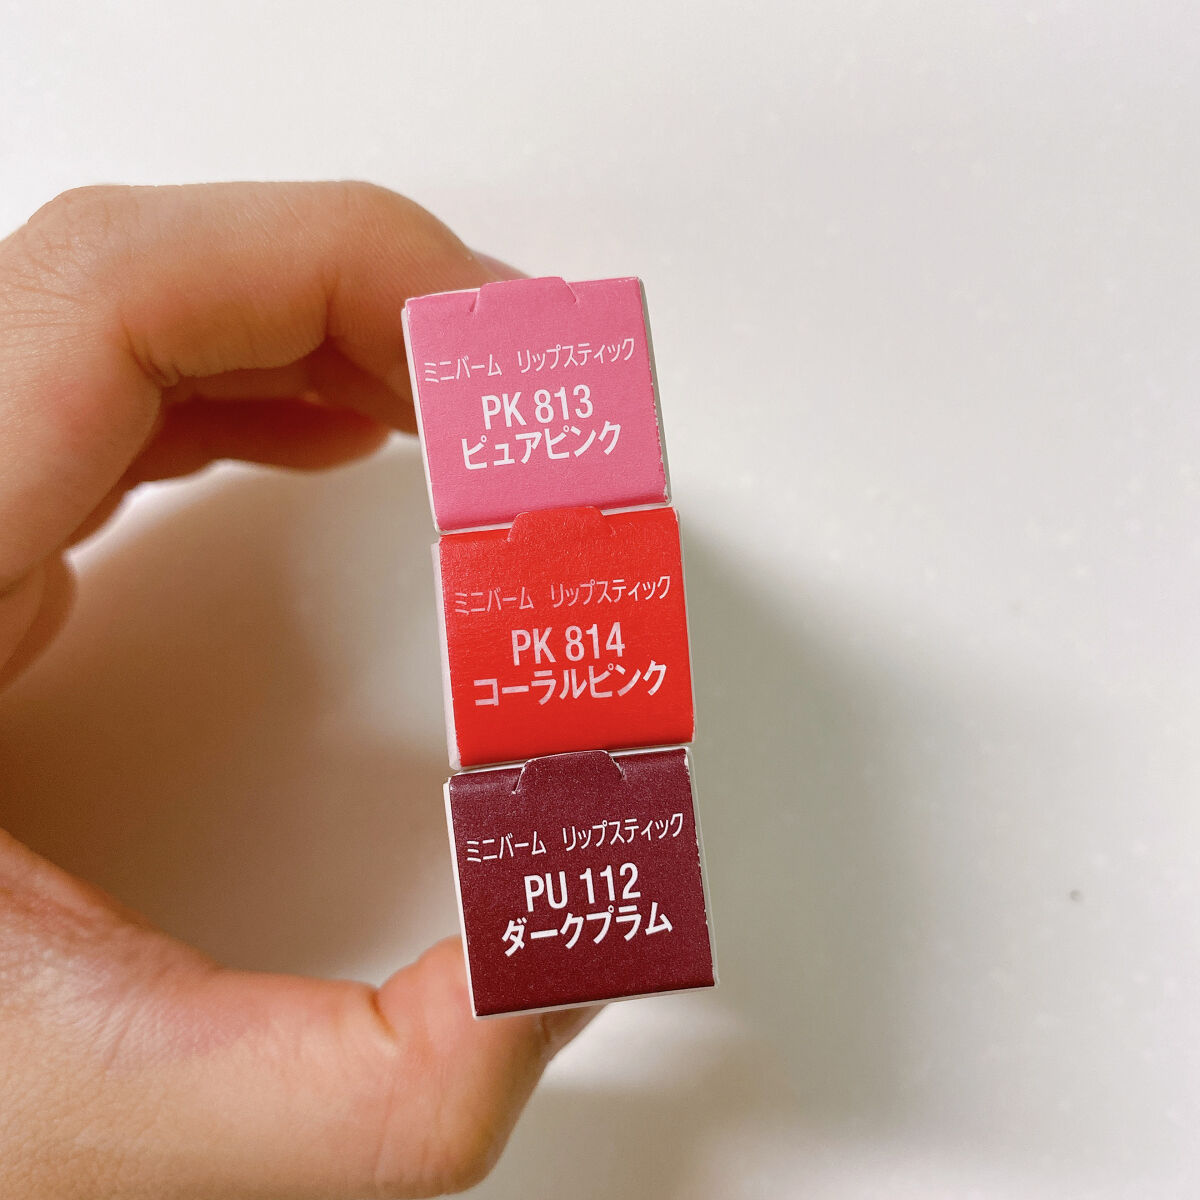 ミニバーム リップスティック
PK 813
ピュアピンク
ミニバーム リップスティック
PK 814
コーラルピンク
ミニバーム リップスティック
PU 112
ダークプラム